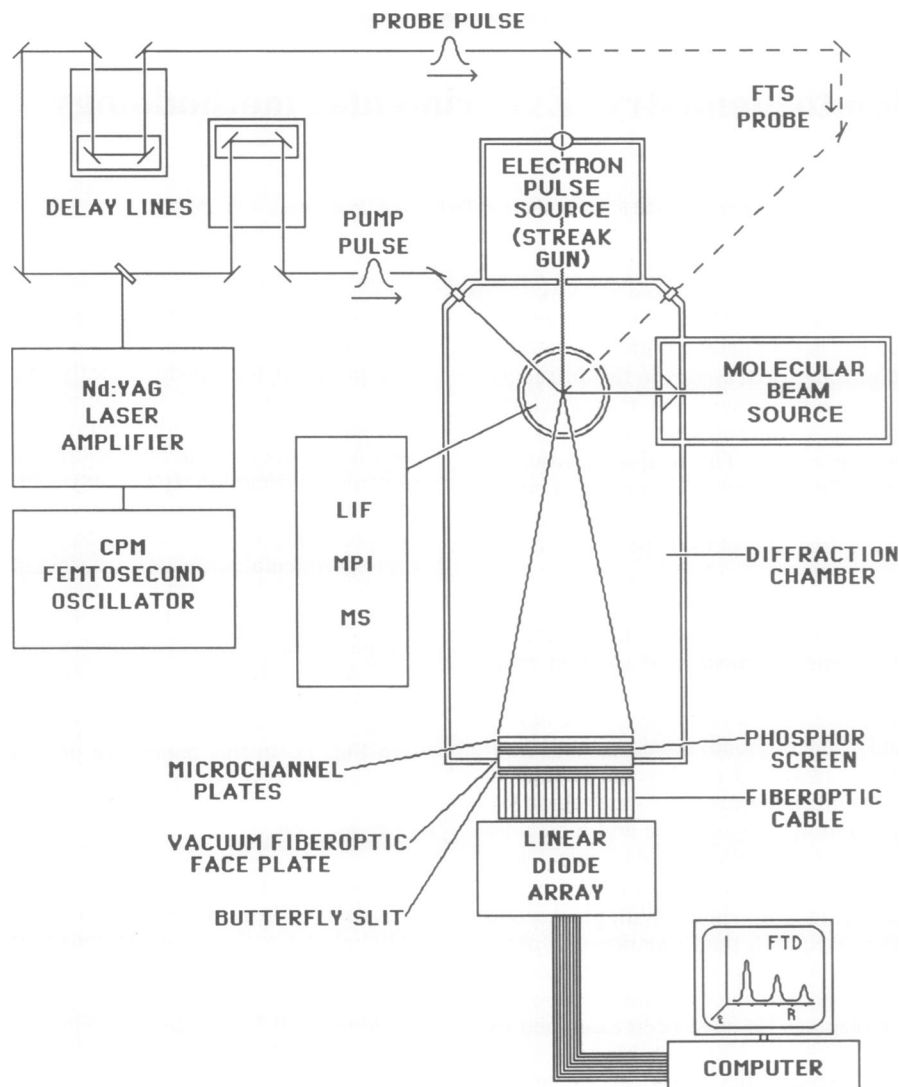 PROBE PULSE
FTS
PROBE
ELECTRON
PULSE
SOURCE
(STREAK
GUN)
DELAY LINES
PUMP
PULSE
Nd:YAG
LASER
AMPLIFIER
MOLECULAR
BEAM
SOURCE
CPM
FEMTOSECOND
OSCILLATOR
LIF
MPI
MS
DIFFRACTION
CHAMBER
MICROCHANNEL
PLATES
PHOSPHOR
SCREEN
VACUUM FIBEROPTIC
FACE PLATE
FIBEROPTIC
CABLE
LINEAR
DIODE
ARRAY
BUTTERFLY SLIT
FTD
R
COMPUTER